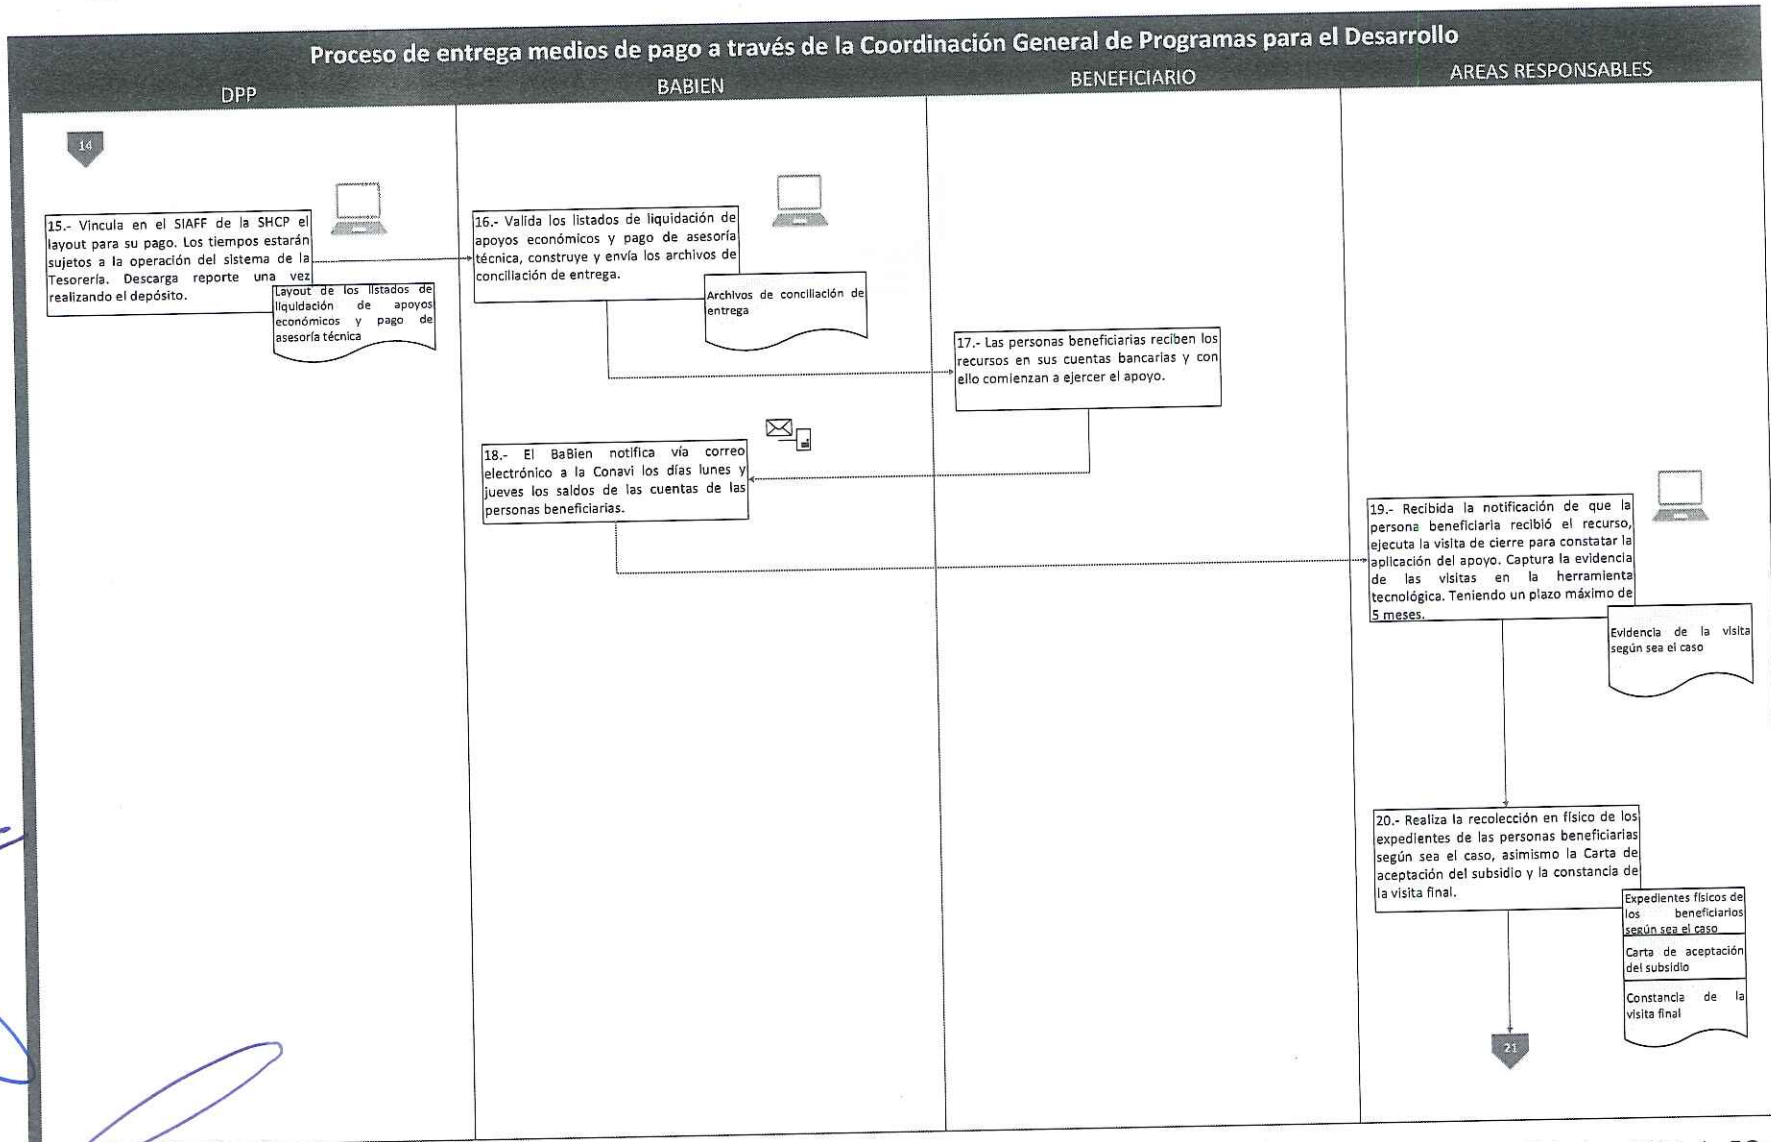 Proceso de entrega medios de pago a través de la Coordinación General de Programas para el Desarrollo
DPP
BABIEN
BENEFICIARIO
AREAS RESPONSABLES
14
15.- Vincula en el SIAFF de la SHCP el
layout para su pago. Los tiempos estarán
sujetos a la operación del sistema de la
Tesorería. Descarga reporte una vez
realizando el depósito.
Layout de los listados de
liquidación de apoyos
económicos y pago de
asesoría técnica
16.- Valida los listados de liquidación de
apoyos económicos y pago de asesoría
técnica, construye y envía los archivos de
conciliación de entrega.
Archivos de conciliación de
entrega
17.- Las personas beneficiarias reciben los
recursos en sus cuentas bancarias y con
ello comienzan a ejercer el apoyo.
18.- El BaBien notifica vía correo
electrónico a la Conavi los días lunes y
jueves los saldos de las cuentas de las
personas beneficiarias.
19.- Recibida la notificación de que la
persona beneficiaria recibió el recurso,
ejecuta la visita de cierre para constatar la
aplicación del apoyo. Captura la evidencia
de las visitas en la herramienta
tecnológica. Teniendo un plazo máximo de
5 meses.
Evidencia de la visita
según sea el caso
20.- Realiza la recolección en físico de los
expedientes de las personas beneficiarias
según sea el caso, asimismo la Carta de
aceptación del subsidio y la constancia de
la visita final.
Expedientes físicos de
los beneficiarios
según sea el caso
Carta de aceptación
del subsidio
Constancia de la
visita final
21